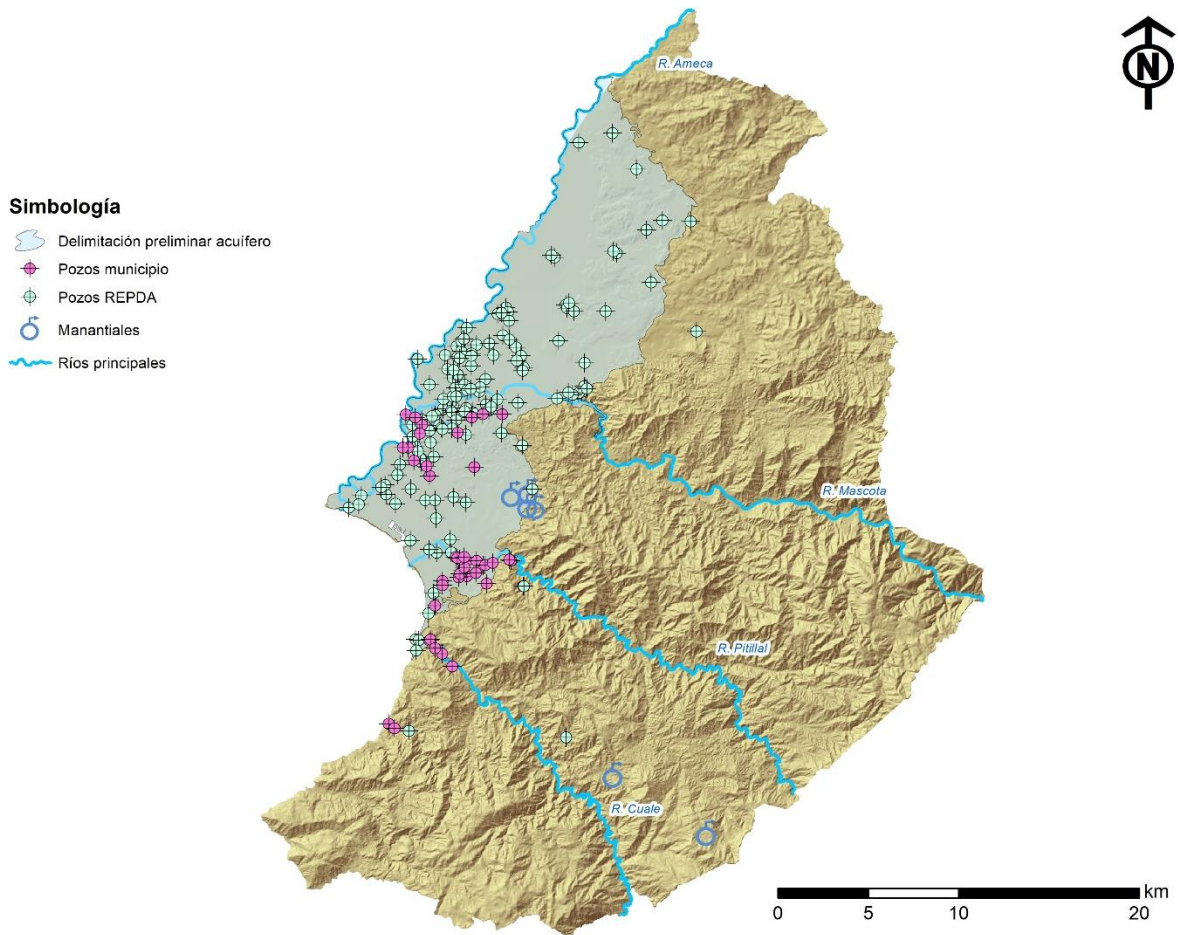 N
R. Ameca
Simbología
Delimitación preliminar acuífero
Pozos municipio
Pozos REPDA
Manantiales
Ríos principales
R. Mascota
R. Pitillal
R. Cuale
km
0 5 10 20